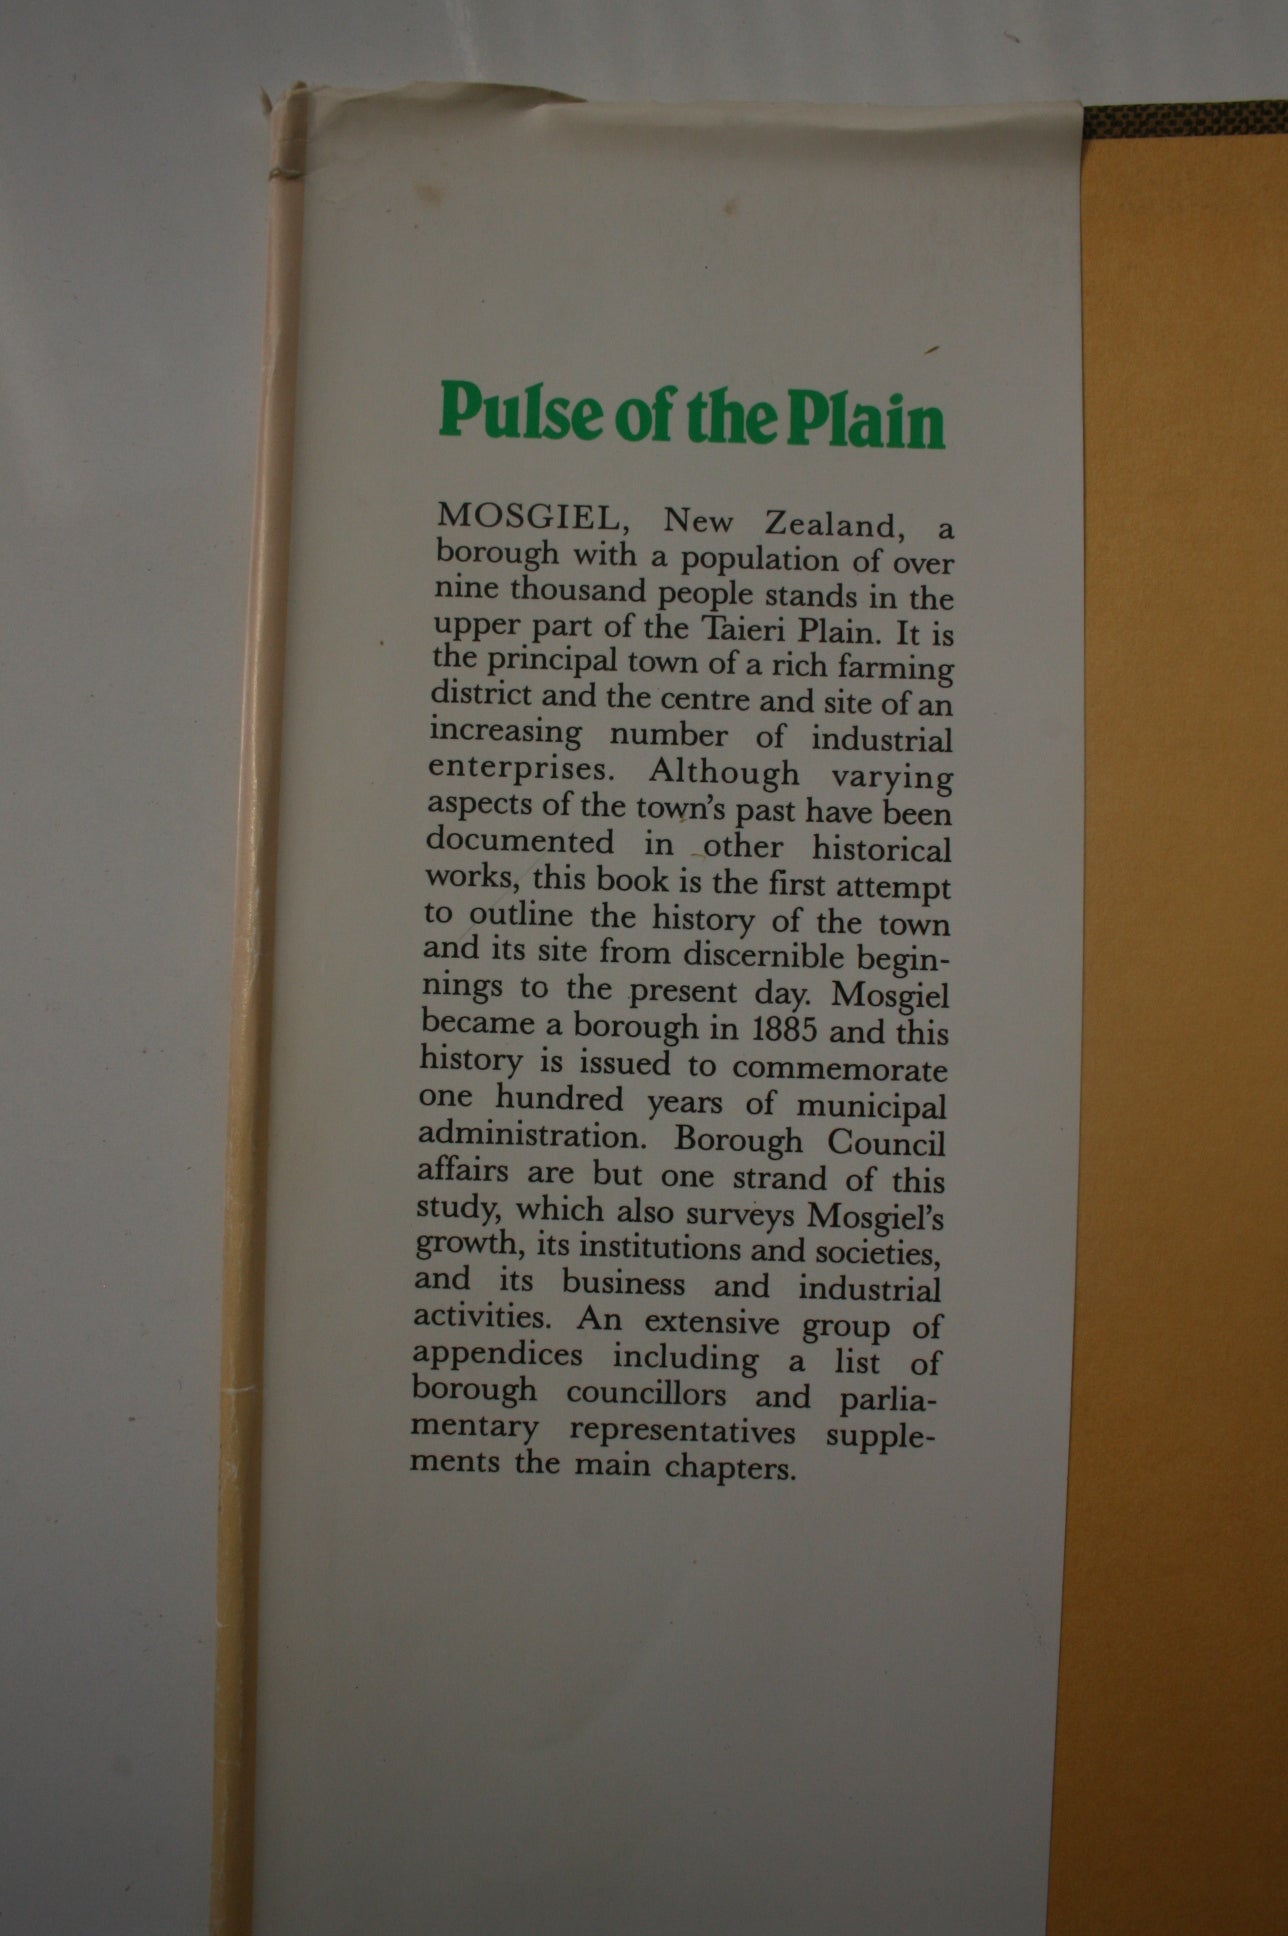 Pulse of the Plain
MOSGIEL, New Zealand, a
borough with a population of over
nine thousand people stands in the
upper part of the Taieri Plain. It is
the principal town of a rich farming
district and the centre and site of an
increasing number of industrial
enterprises. Although varying
aspects of the town's past have been
documented in other historical
works, this book is the first attempt
to outline the history of the town
and its site from discernible begin-
nings to the present day. Mosgiel
became a borough in 1885 and this
history is issued to commemorate
one hundred years of municipal
administration. Borough Council
affairs are but one strand of this
study, which also surveys Mosgiel's
growth, its institutions and societies,
and its business and industrial
activities. An extensive group of
appendices including a list of
borough councillors and parlia-
mentary representatives supple-
ments the main chapters.